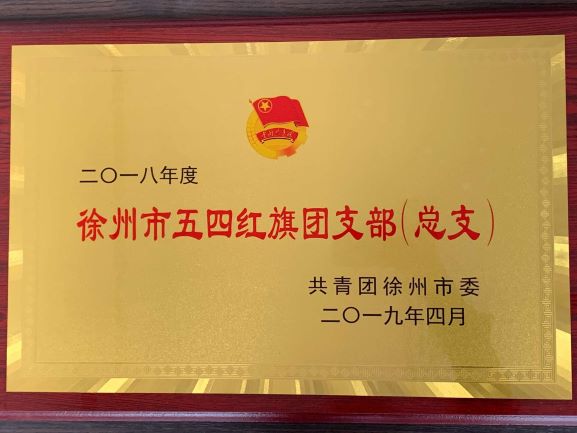 二〇一八年度
徐州市五四红旗团支部(总支)
共青团徐州市委
二〇一九年四月